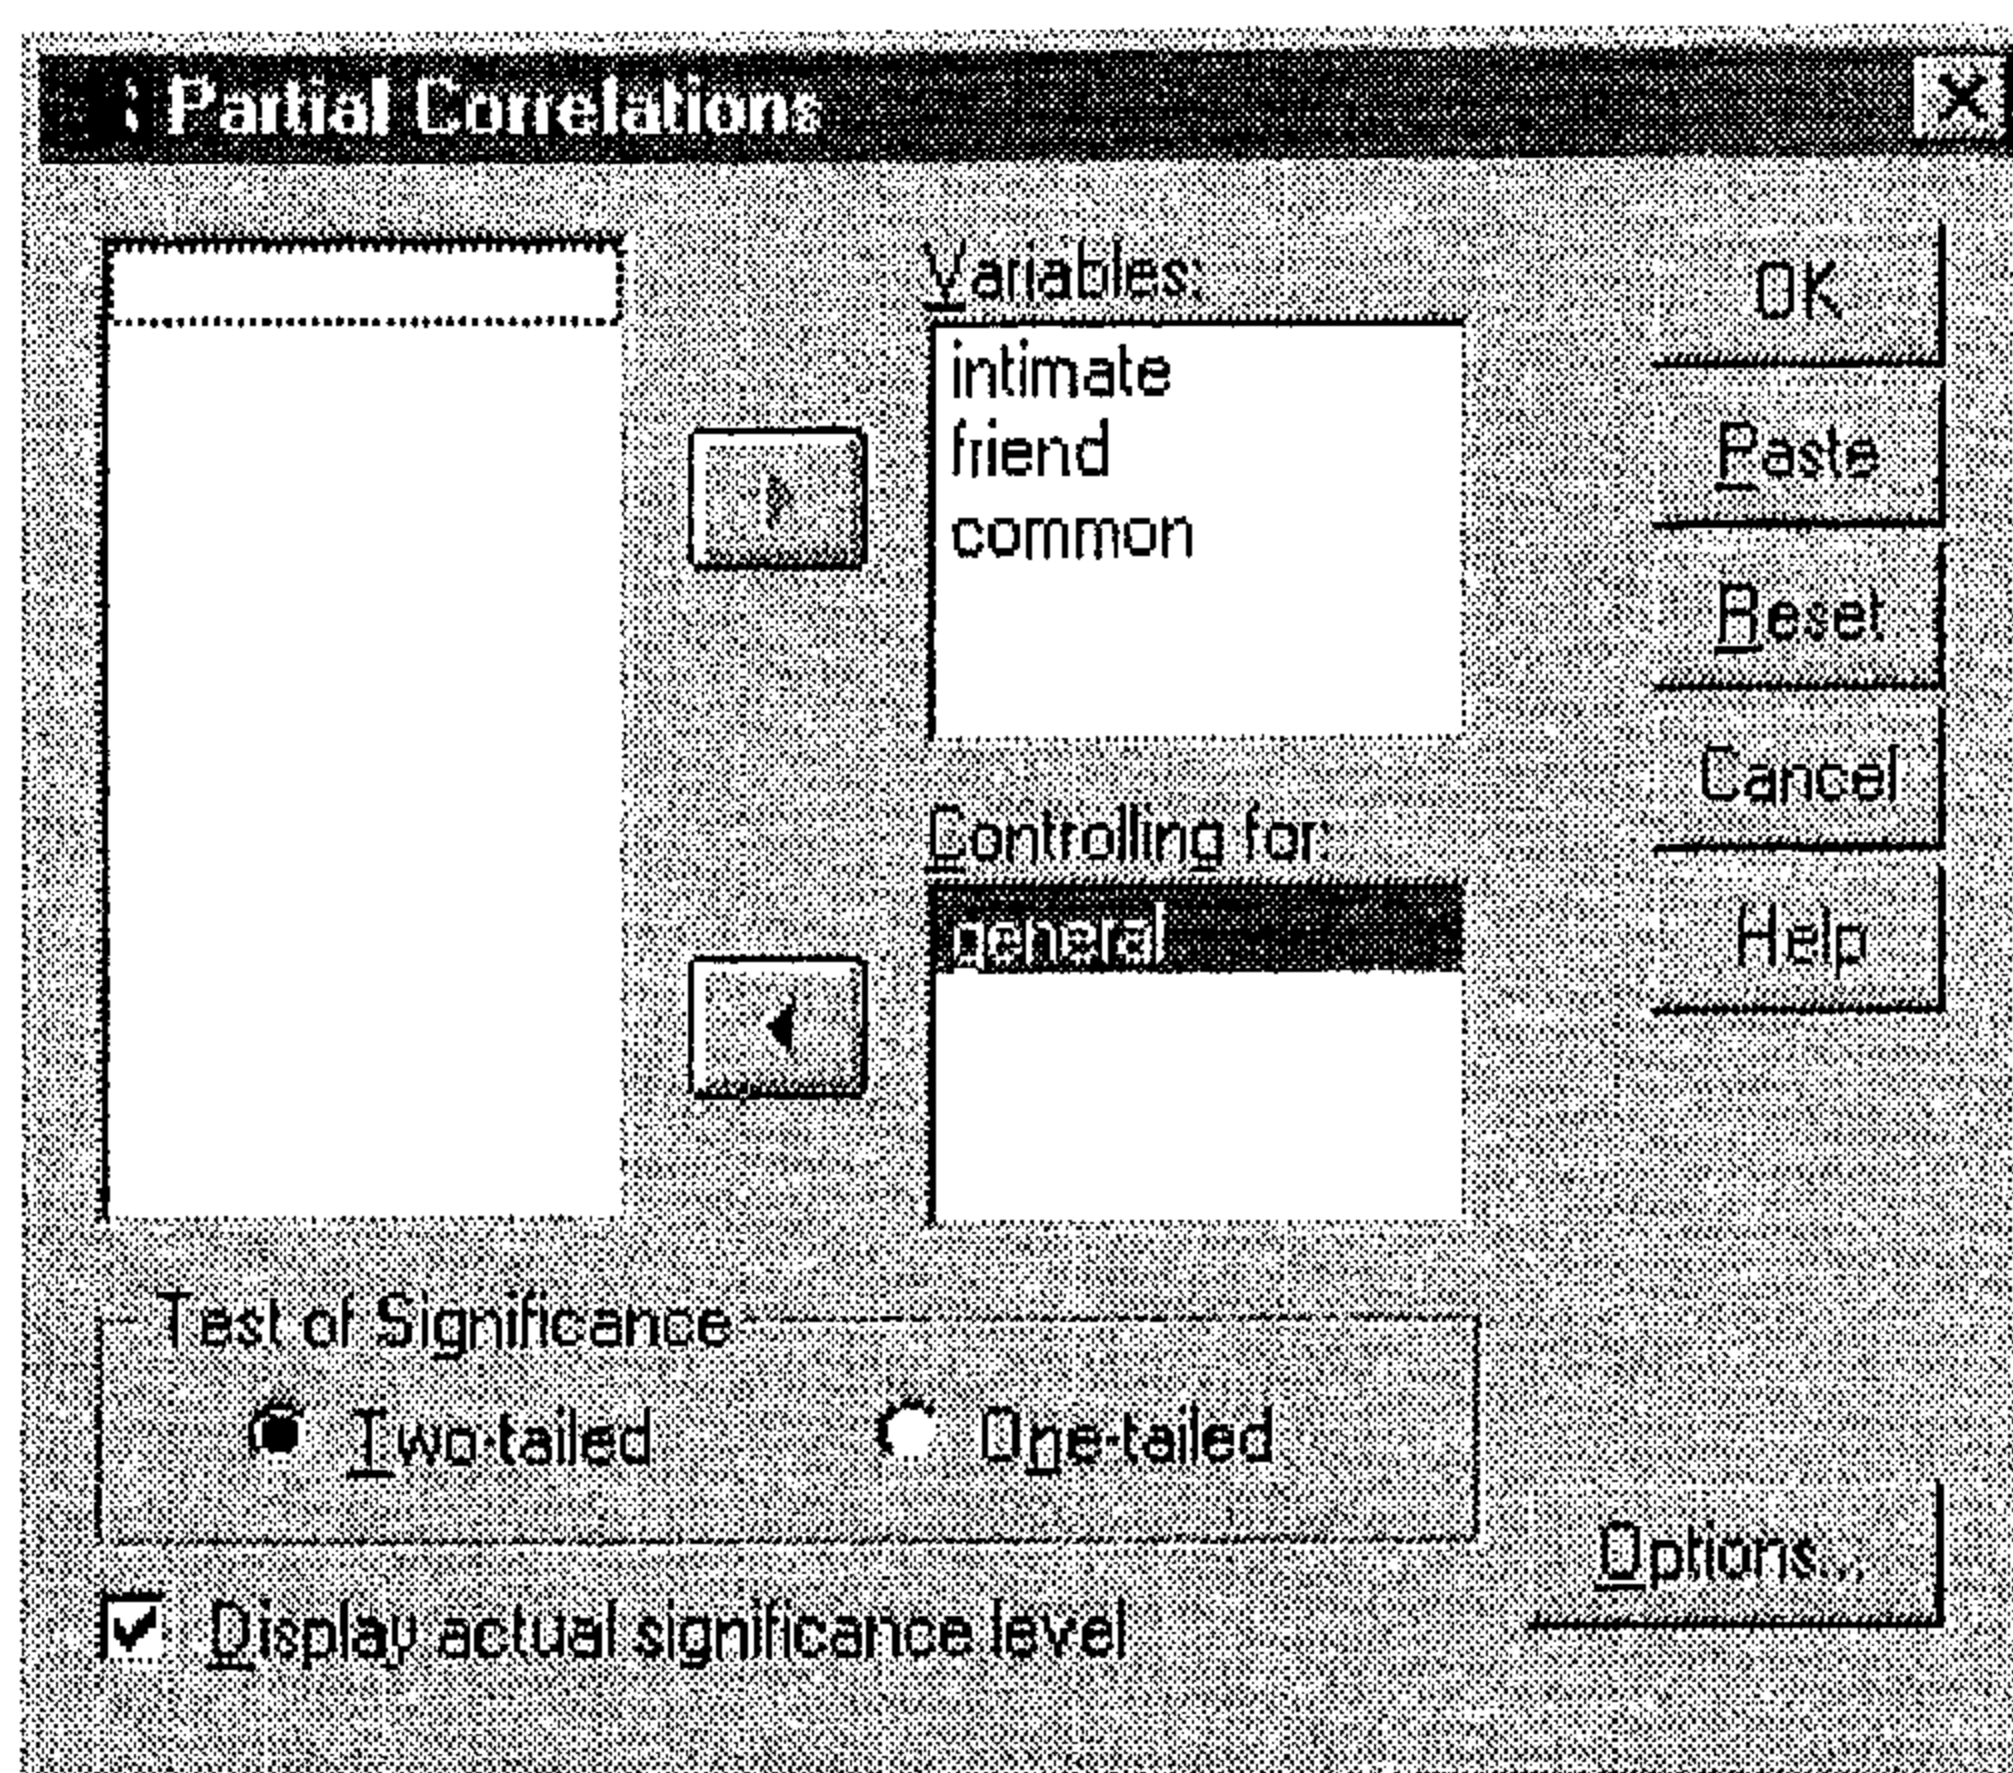 Partial Correlations
Variables:
intimate
friend
common
Controlling for:
general
OK
Paste
Reset
Cancel
Help
Test of Significance
Two-tailed
One-tailed
Display actual significance level
Options...